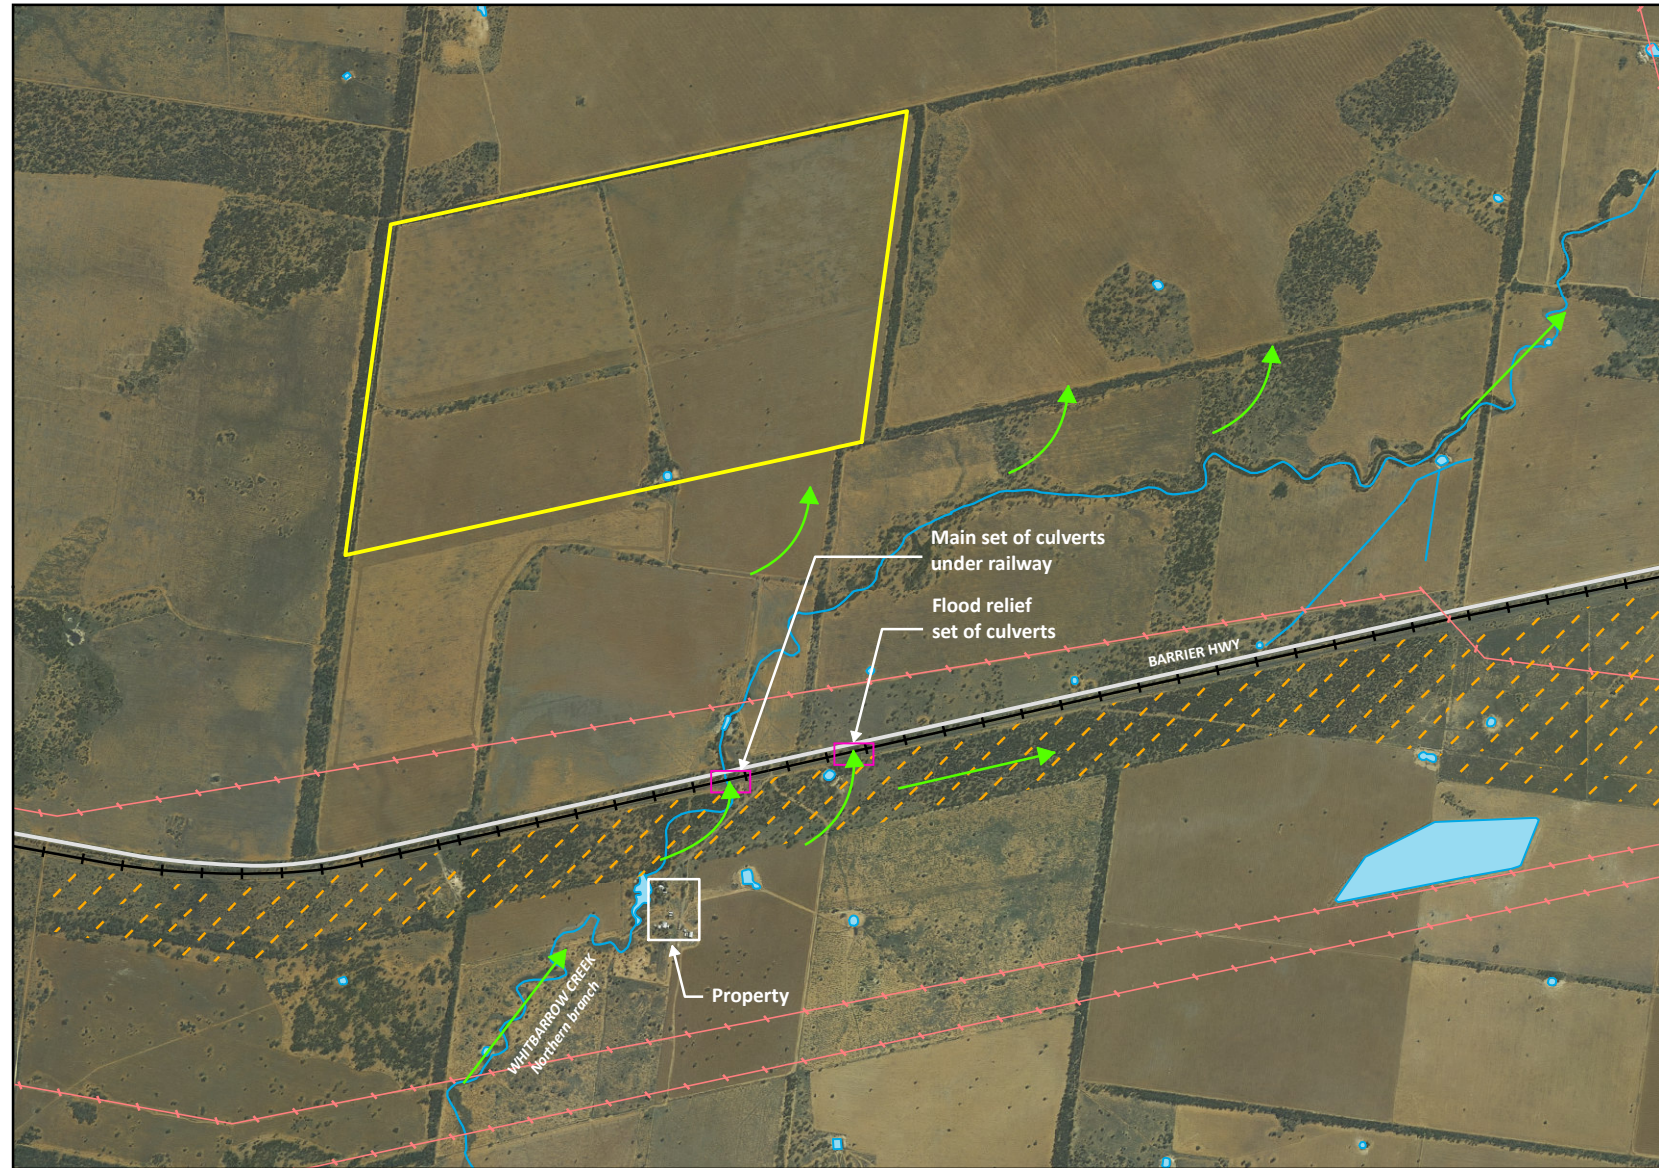 Main set of culverts
under railway
Flood relief
set of culverts
BARRIER HWY
WHITBARROW CREEK
Northern branch
Property